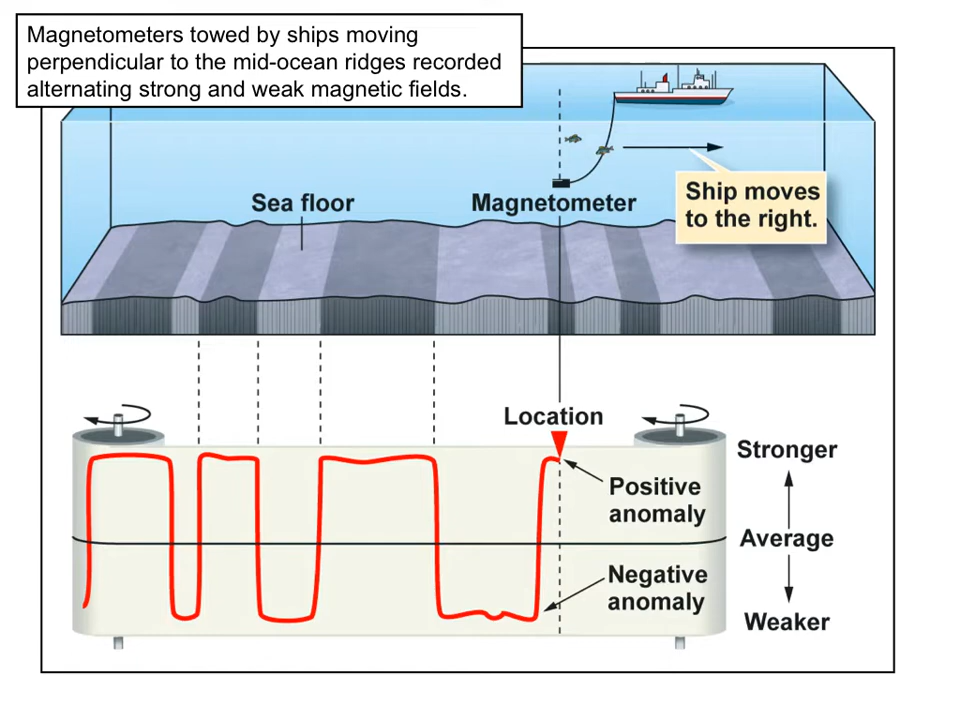 Magnetometers towed by ships moving
perpendicular to the mid-ocean ridges recorded
alternating strong and weak magnetic fields.
Sea floor
Magnetometer
Ship moves
to the right.
Location
Stronger
Positive
anomaly
Average
Negative
anomaly
Weaker